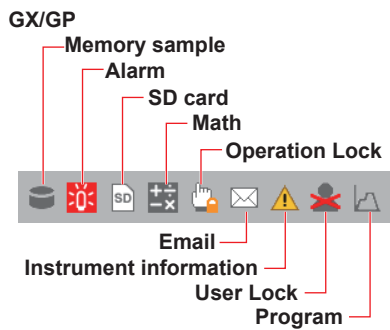 GX/GP
Memory sample
Alarm
SD card
Math
Operation Lock
SD
Email
Instrument information
User Lock
Program